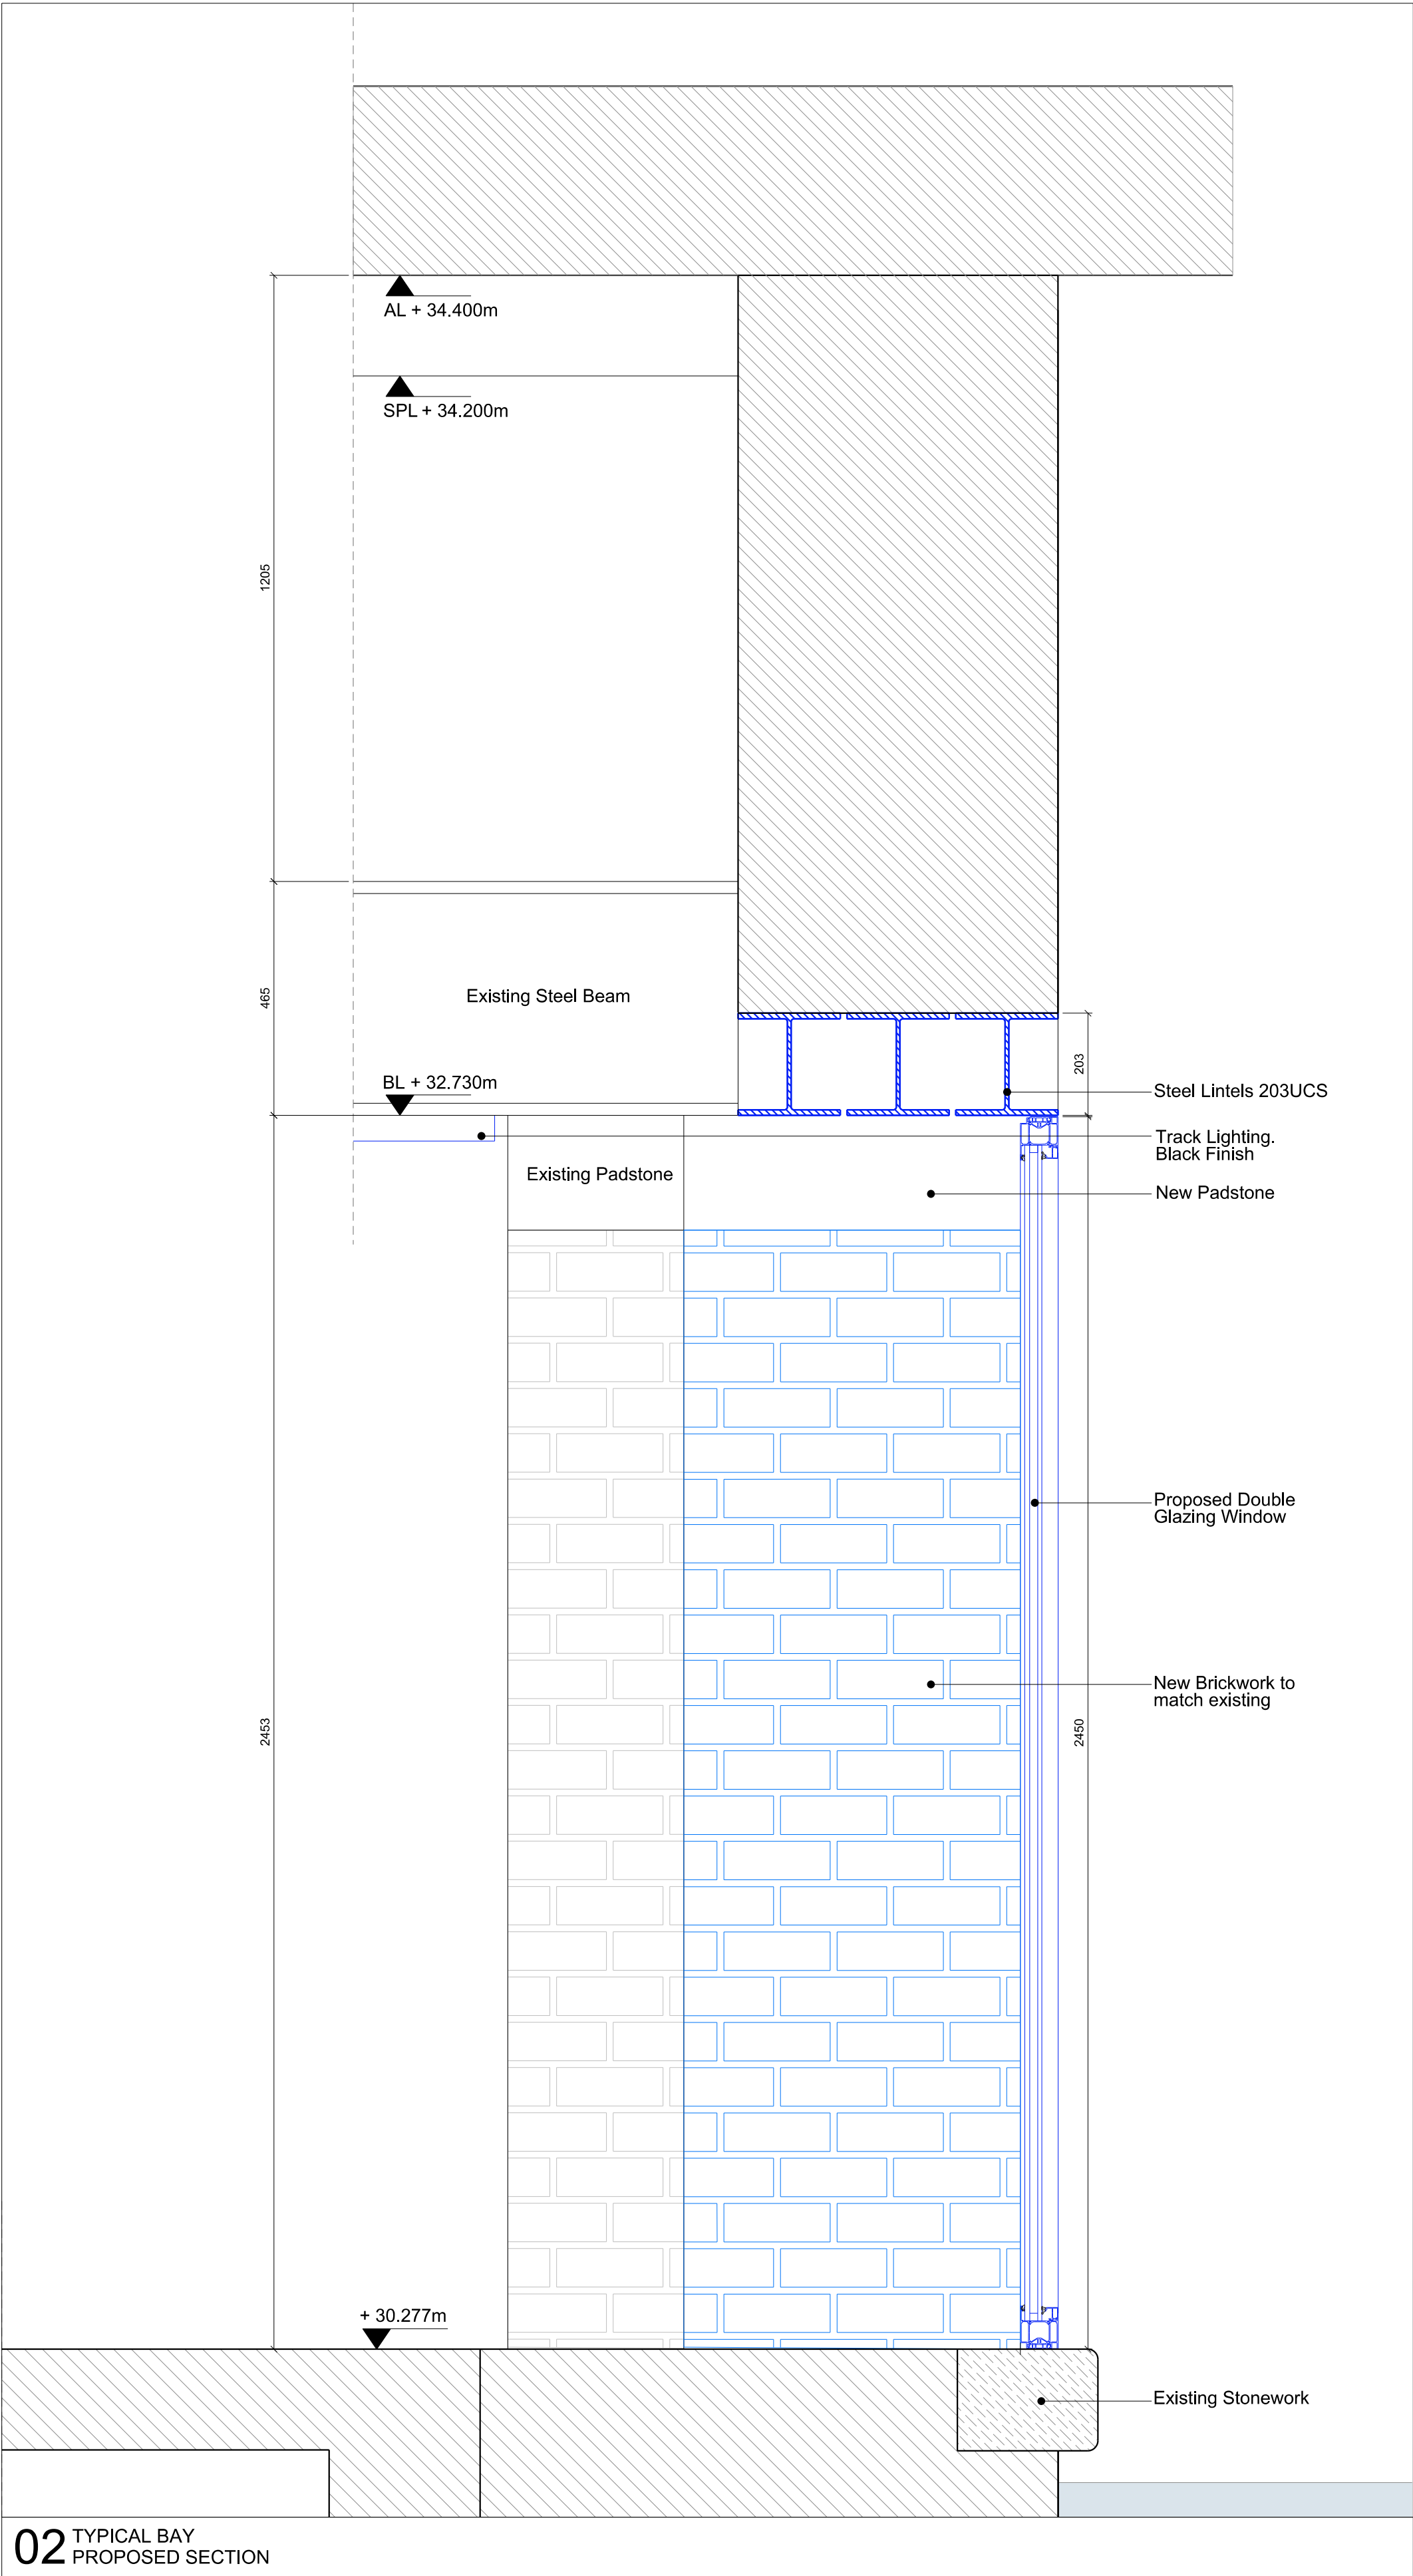 AL + 34.400m
SPL + 34.200m
1205
465
Existing Steel Beam
203
BL + 32.730m
Steel Lintels 203UCS
Track Lighting.
Black Finish
Existing Padstone
New Padstone
Proposed Double
Glazing Window
New Brickwork to
match existing
2453
2450
+ 30.277m
Existing Stonework
02 TYPICAL BAY
PROPOSED SECTION